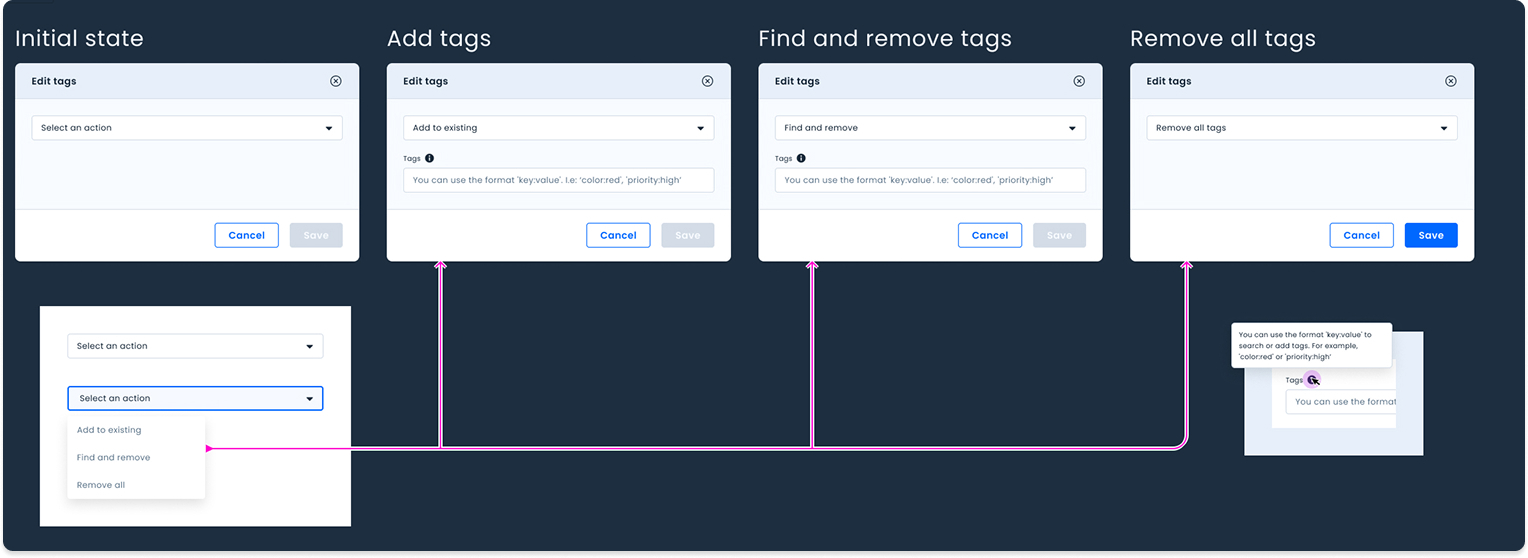 Initial state
Edit tags
Select an action
Cancel
Save
Add tags
Edit tags
Add to existing
Tags
You can use the format 'key:value'. I.e: ‘color:red’, 'priority:high’
Cancel
Save
Find and remove tags
Edit tags
Find and remove
Tags
You can use the format 'key:value'. I.e: ‘color:red’, 'priority:high’
Cancel
Save
Remove all tags
Edit tags
Remove all tags
Cancel
Save
Select an action
Select an action
Add to existing
Find and remove
Remove all
You can use the format 'key:value' to
search or add tags. For example,
'color:red' or 'priority:high'
Tags
You can use the format